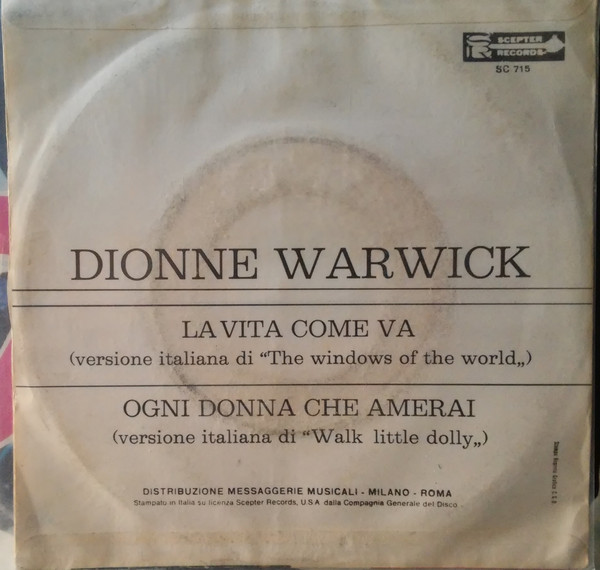 SCEPTER
RECORDS
SC 715
DIONNE WARWICK
LA VITA COME VA
(versione italiana di “The windows of the world„)
OGNI DONNA CHE AMERAI
(versione italiana di “Walk little dolly„)
DISTRIBUZIONE MESSAGGERIE MUSICALI - MILANO - ROMA
Stampato in Italia su licenza Scepter Records, U.S.A. dalla Compagnia Generale del Disco